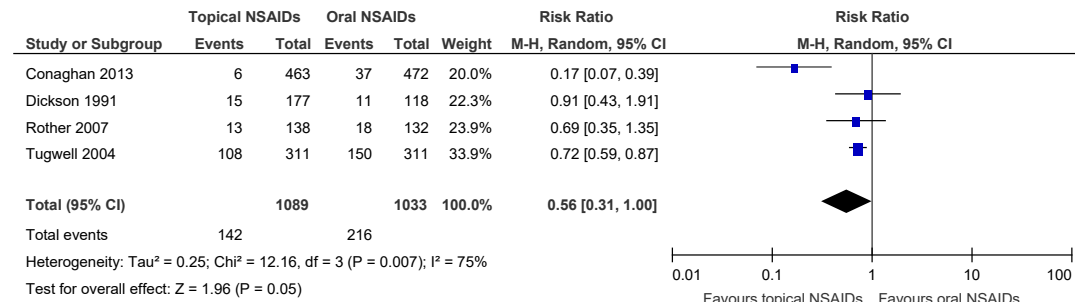 Topical NSAIDs Oral NSAIDs Risk Ratio Risk Ratio
Study or Subgroup Events Total Events Total Weight M-H, Random, 95% CI M-H, Random, 95% CI
Conaghan 2013 6 463 37 472 20.0% 0.17 [0.07, 0.39]
Dickson 1991 15 177 11 118 22.3% 0.91 [0.43, 1.91]
Rother 2007 13 138 18 132 23.9% 0.69 [0.35, 1.35]
Tugwell 2004 108 311 150 311 33.9% 0.72 [0.59, 0.87]
Total (95% CI) 1089 1033 100.0% 0.56 [0.31, 1.00]
Total events 142 216
Heterogeneity: Tau² = 0.25; Chi² = 12.16, df = 3 (P = 0.007); I² = 75%
Test for overall effect: Z = 1.96 (P = 0.05)
0.01 0.1 1 10 100
Favours topical NSAIDs Favours oral NSAIDs